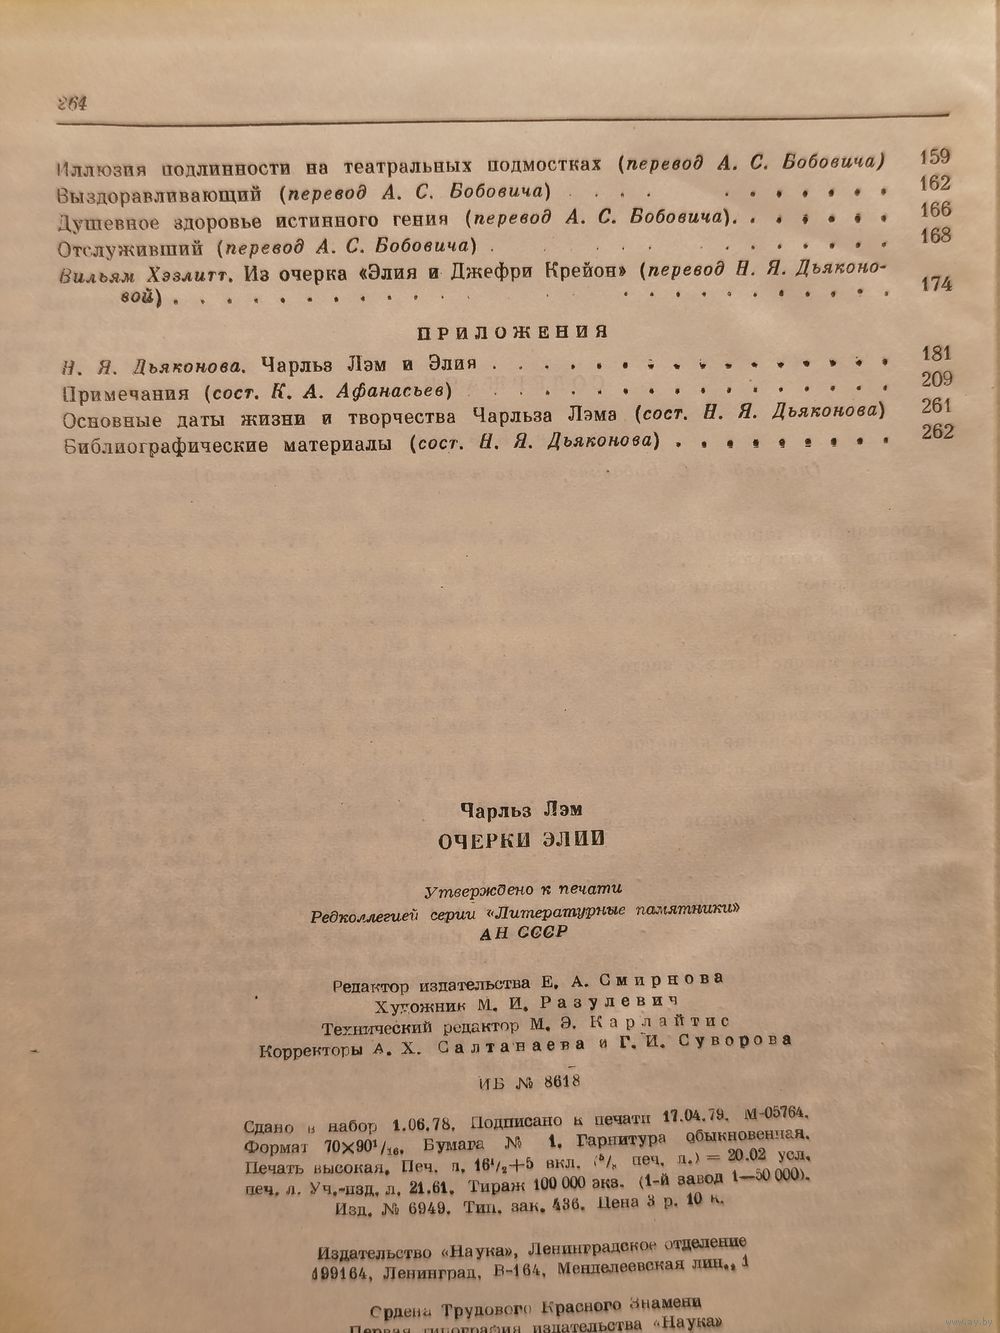 264
Иллюзия подлинности на театральных подмостках (перевод А. С. Бобовича) 159
Выздоравливающий (перевод А. С. Бобовича) . . . . . . . . . . 162
Душевное здоровье истинного гения (перевод А. С. Бобовича). . . . . . 166
Отслуживший (перевод А. С. Бобовича) . . . . . . . . . . . . 168
Вильям Хэзлитт. Из очерка «Элия и Джефри Крейон» (перевод Н. Я. Дьяконо-
вой) . . . . . . . . . . . . . . . . . . . . . . . . 174
ПРИЛОЖЕНИЯ
Н. Я. Дьяконова. Чарльз Лэм и Элия . . . . . . . . . . . . . . . . 181
Примечания (сост. К. А. Афанасьев) . . . . . . . . . . . . . . . 209
Основные даты жизни и творчества Чарльза Лэма (сост. Н. Я. Дьяконова) 261
Библиографические материалы (сост. Н. Я. Дьяконова) . . . . . . . . . 262
Чарльз Лэм
ОЧЕРКИ ЭЛИИ
Утверждено к печати
Редколлегией серии «Литературные памятники»
АН СССР
Редактор издательства Е. А. Смирнова
Художник М. И. Разулевич
Технический редактор М. Э. Карлайтис
Корректоры А. Х. Салтанаева и Г. И. Суворова
ИБ № 8618
Сдано в набор 1.06.78. Подписано к печати 17.04.79. М-05764.
Формат 70×90¹/₁₆. Бумага № 1. Гарнитура обыкновенная.
Печать высокая. Печ. л. 16¹/₂+5 вкл. печ. л.) = 20.02 усл.
печ. л. Уч.-изд. л. 21.61. Тираж 100 000 экз. (1-й завод 1—50 000).
Изд. № 6949. Тип. зак. 436. Цена 3 р. 10 к.
Издательство «Наука», Ленинградское отделение
199164, Ленинград, В-164, Менделеевская лин., 1
Ордена Трудового Красного Знамени
Первая типография издательства «Наука»
www.ay.by